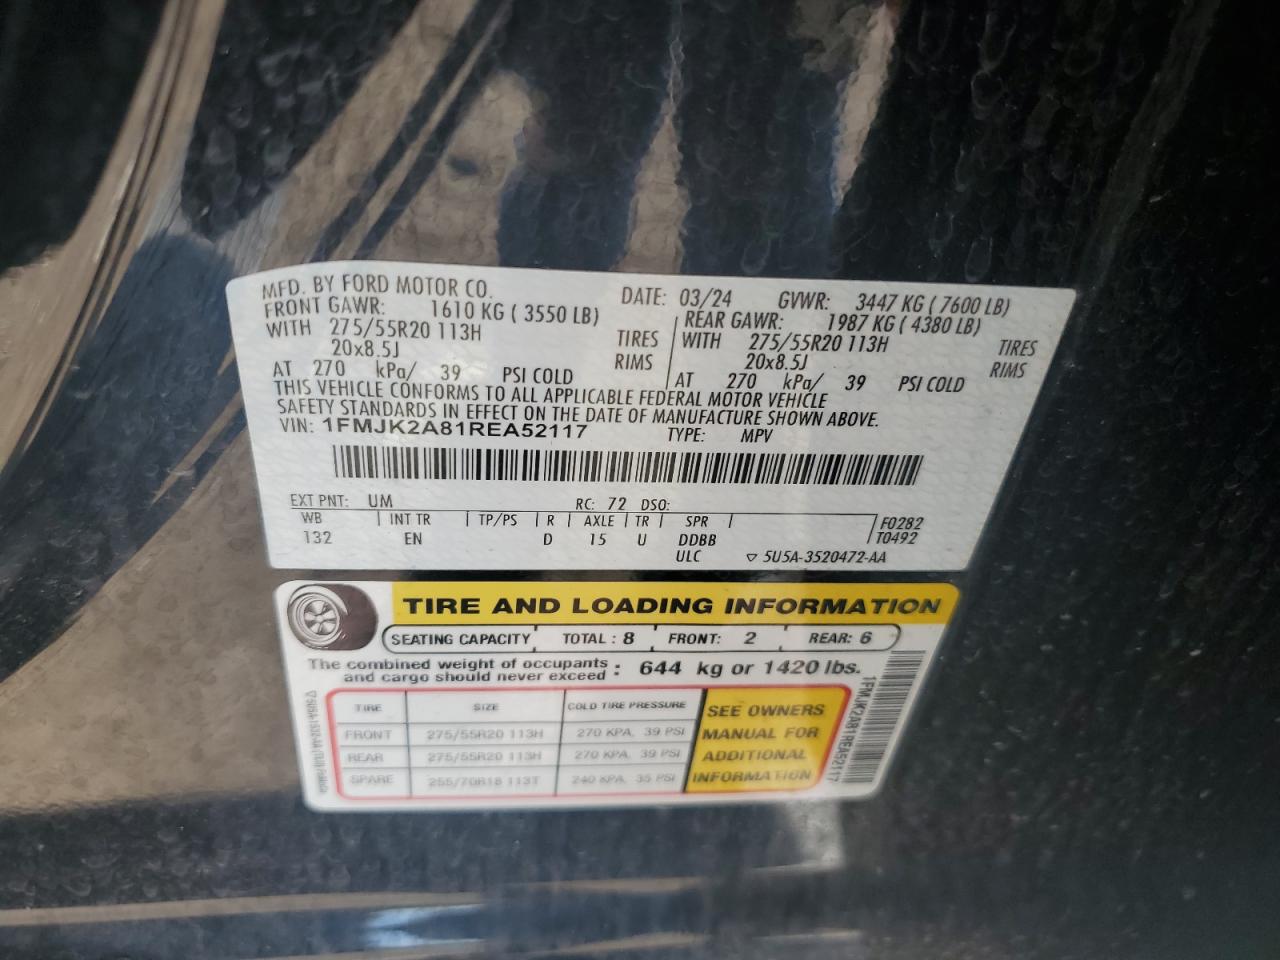 MFD. BY FORD MOTOR CO.
DATE: 03/24 GVWR: 3447 KG ( 7600 LB)
FRONT GAWR: 1610 KG ( 3550 LB) REAR GAWR: 1987 KG ( 4380 LB)
WITH 275/55R20 113H TIRES WITH 275/55R20 113H TIRES
20x8.5J RIMS 20x8.5J RIMS
AT 270 kPa/ 39 PSI COLD AT 270 kPa/ 39 PSI COLD
THIS VEHICLE CONFORMS TO ALL APPLICABLE FEDERAL MOTOR VEHICLE
SAFETY STANDARDS IN EFFECT ON THE DATE OF MANUFACTURE SHOWN ABOVE.
VIN: 1FMJK2A81REA52117 TYPE: MPV
EXT PNT: UM RC: 72 DSO:
WB INT TR TP/PS R AXLE TR SPR F0282
132 EN D 15 U DDBB T0492
ULC ▽ 5U5A-3520472-AA
TIRE AND LOADING INFORMATION
SEATING CAPACITY TOTAL : 8 FRONT: 2 REAR: 6
The combined weight of occupants and cargo should never exceed : 644 kg or 1420 lbs.
TIRE SIZE COLD TIRE PRESSURE
FRONT 275/55R20 113H 270 KPA, 39 PSI
REAR 275/55R20 113H 270 KPA, 39 PSI
SPARE 255/70R18 113T 240 KPA, 35 PSI
SEE OWNERS
MANUAL FOR
ADDITIONAL
INFORMATION
1FMJK2A81REA52117